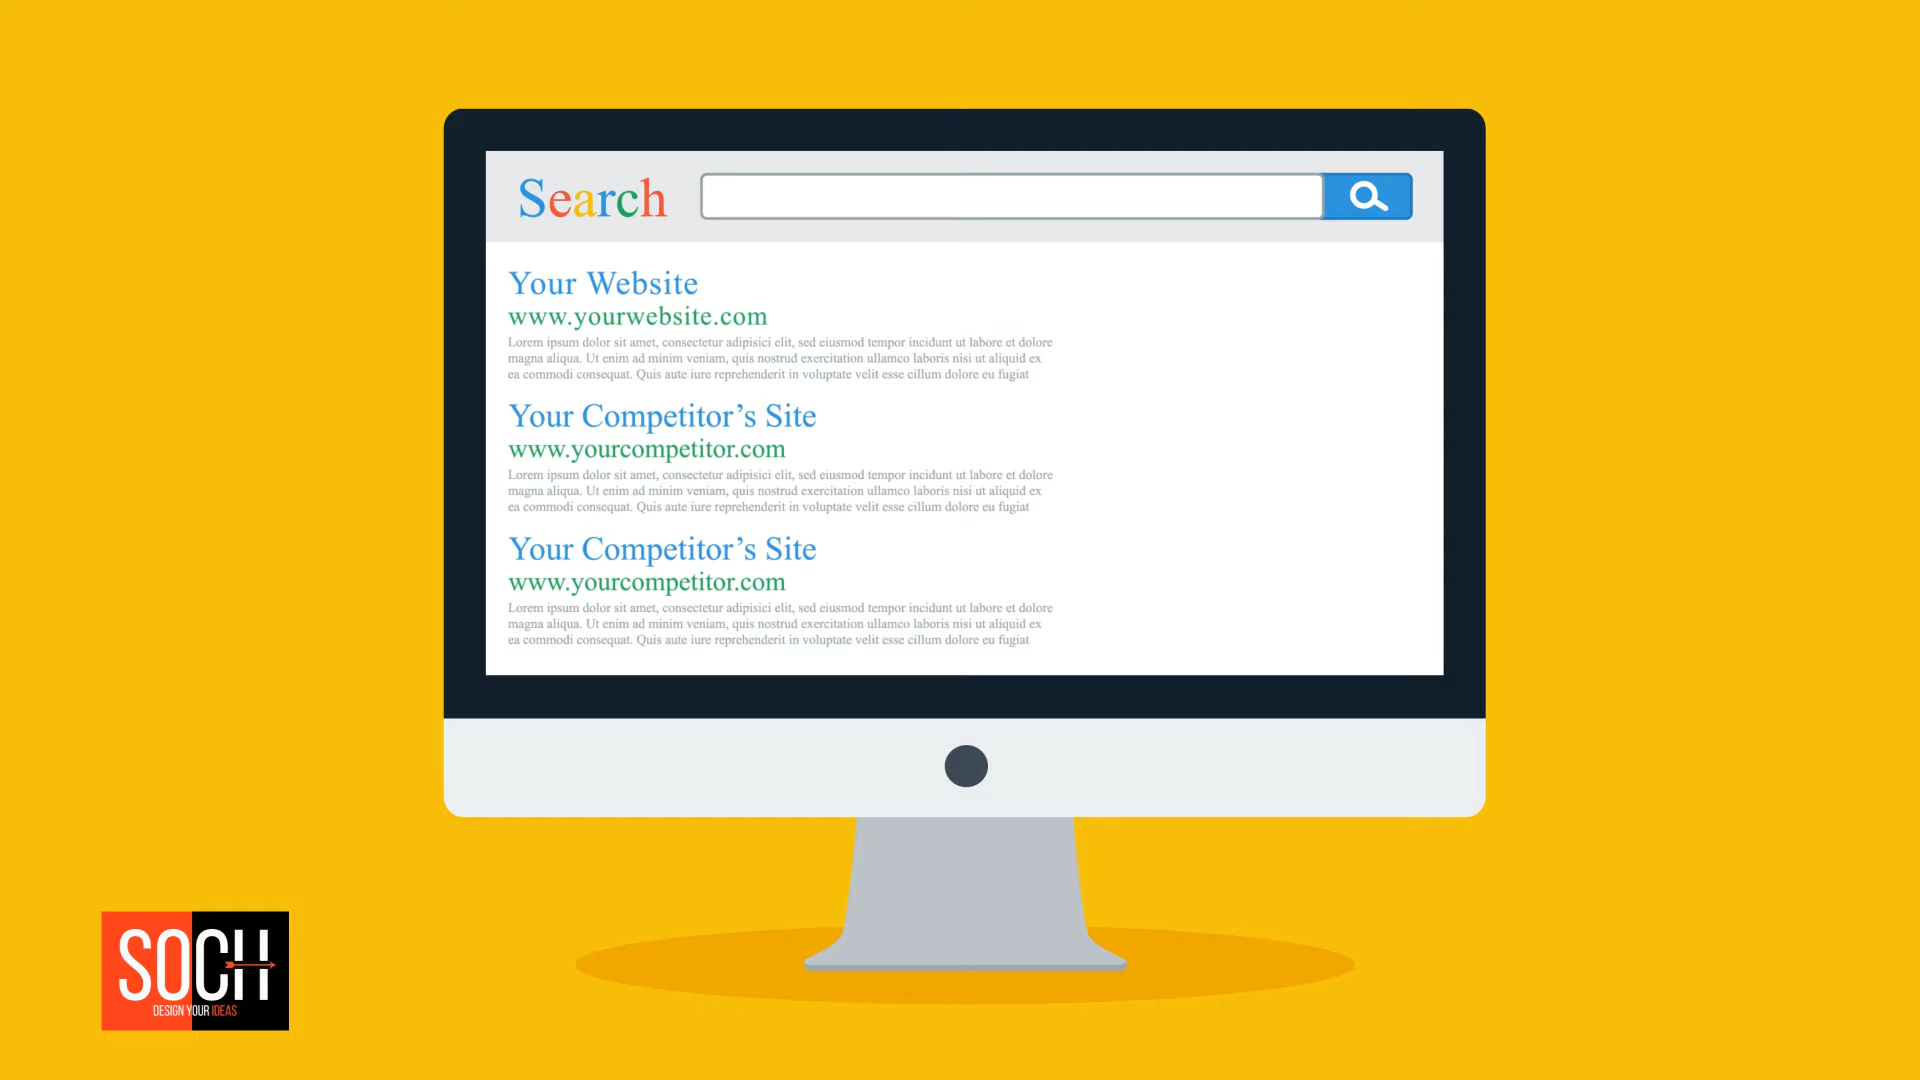 Search
Your Website
www.yourwebsite.com
Lorem ipsum dolor sit amet, consectetur adipisici elit, sed eiusmod tempor incidunt ut labore et dolore
magna aliqua. Ut enim ad minim veniam, quis nostrud exercitation ullamco laboris nisi ut aliquid ex
ea commodi consequat. Quis aute iure reprehenderit in voluptate velit esse cillum dolore eu fugiat
Your Competitor’s Site
www.yourcompetitor.com
Lorem ipsum dolor sit amet, consectetur adipisici elit, sed eiusmod tempor incidunt ut labore et dolore
magna aliqua. Ut enim ad minim veniam, quis nostrud exercitation ullamco laboris nisi ut aliquid ex
ea commodi consequat. Quis aute iure reprehenderit in voluptate velit esse cillum dolore eu fugiat
Your Competitor’s Site
www.yourcompetitor.com
Lorem ipsum dolor sit amet, consectetur adipisici elit, sed eiusmod tempor incidunt ut labore et dolore
magna aliqua. Ut enim ad minim veniam, quis nostrud exercitation ullamco laboris nisi ut aliquid ex
ea commodi consequat. Quis aute iure reprehenderit in voluptate velit esse cillum dolore eu fugiat
SOCH
DESIGN YOUR IDEAS